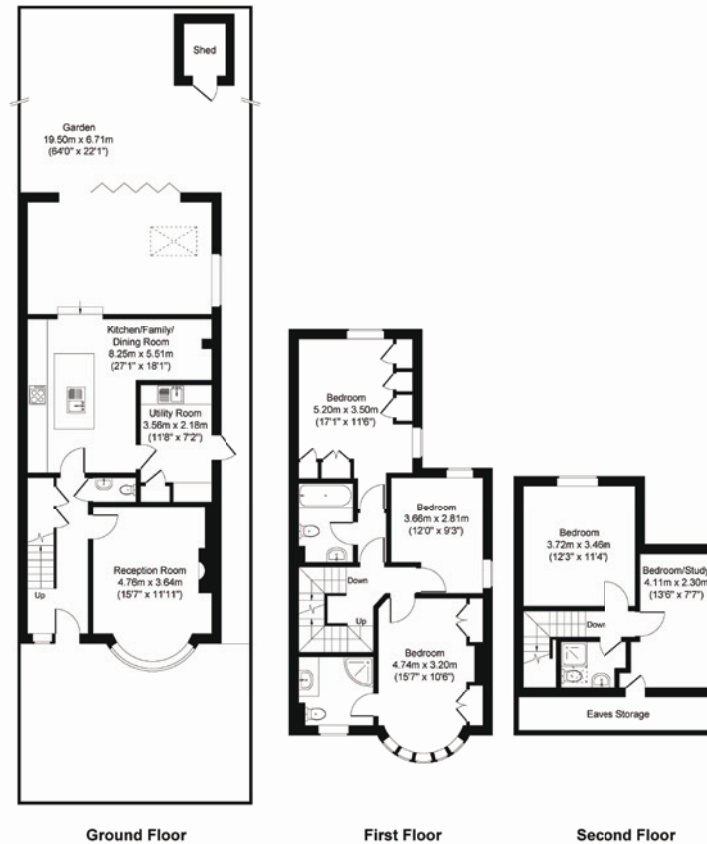 Shed
Garden
19.50m x 6.71m
(64'0" x 22'1")
Kitchen/Family/
Dining Room
8.25m x 5.51m
(27'1" x 18'1")
Utility Room
3.56m x 2.18m
(11'8" x 7'2")
Reception Room
4.76m x 3.64m
(15'7" x 11'11")
Up
Ground Floor
Bedroom
5.20m x 3.50m
(17'1" x 11'6")
Bedroom
3.66m x 2.81m
(12'0" x 9'3")
Down
Up
Bedroom
4.74m x 3.20m
(15'7" x 10'6")
First Floor
Bedroom
3.72m x 3.46m
(12'3" x 11'4")
Bedroom/Study
4.11m x 2.30m
(13'6" x 7'7")
Down
Eaves Storage
Second Floor